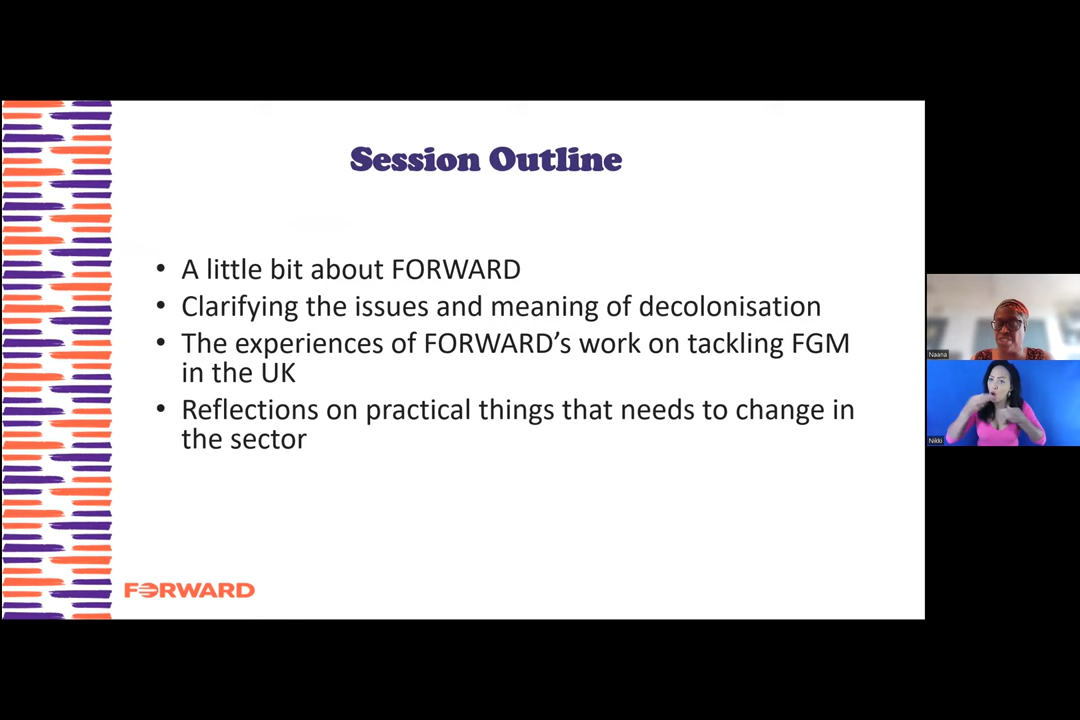 Session Outline
• A little bit about FORWARD
• Clarifying the issues and meaning of decolonisation
• The experiences of FORWARD’s work on tackling FGM
in the UK
• Reflections on practical things that needs to change in
the sector
FORWARD
Naana
Nikki